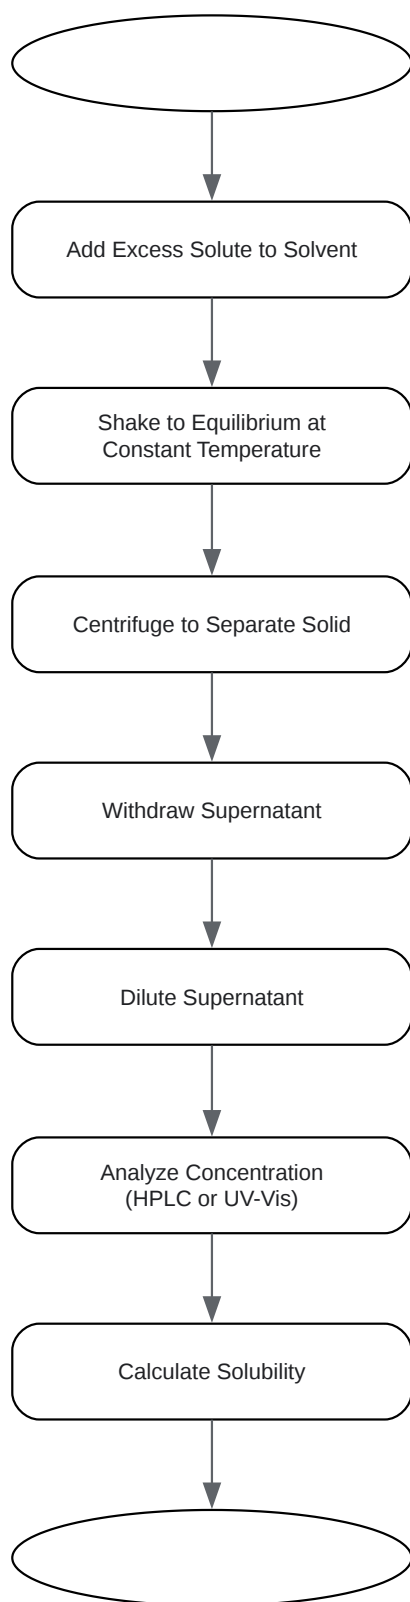 Add Excess Solute to Solvent
Shake to Equilibrium at
Constant Temperature
Centrifuge to Separate Solid
Withdraw Supernatant
Dilute Supernatant
Analyze Concentration
(HPLC or UV-Vis)
Calculate Solubility